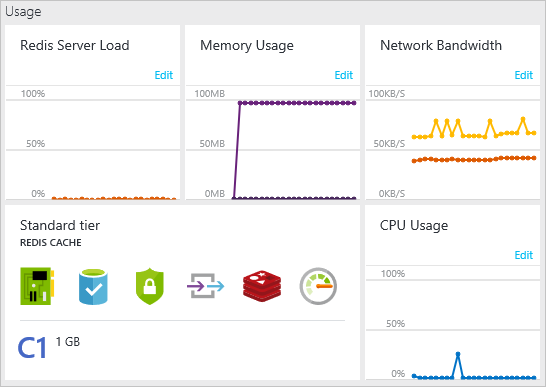 Usage
Redis Server Load
Edit
100%
50%
0%
Memory Usage
Edit
100MB
50MB
0MB
Network Bandwidth
Edit
100KB/S
50KB/S
0KB/S
Standard tier
REDIS CACHE
C1 1 GB
CPU Usage
Edit
100%
50%
0%